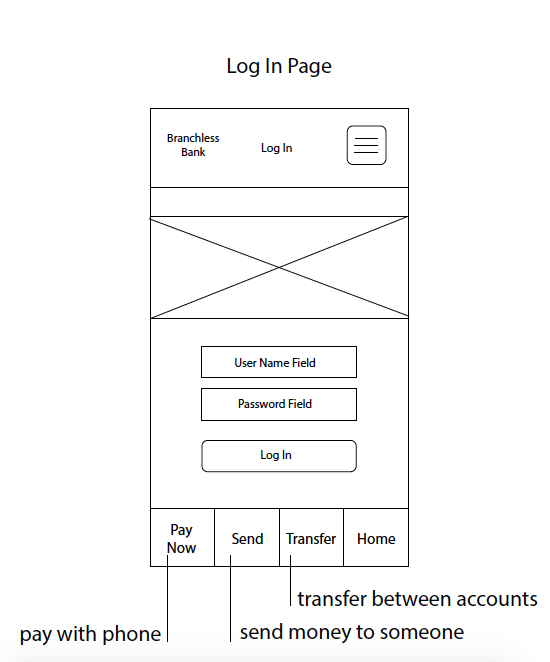 Log In Page
Branchless
Bank
Log In
User Name Field
Password Field
Log In
Pay
Now
Send
Transfer
Home
transfer between accounts
pay with phone
send money to someone